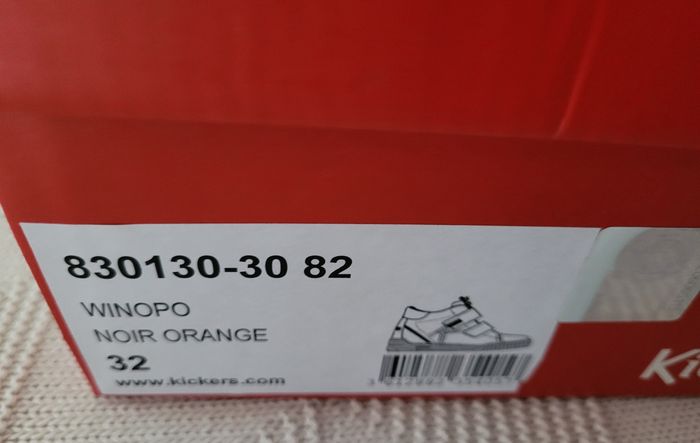 830130-30 82
WINOPO
NOIR ORANGE
32
www.kickers.com